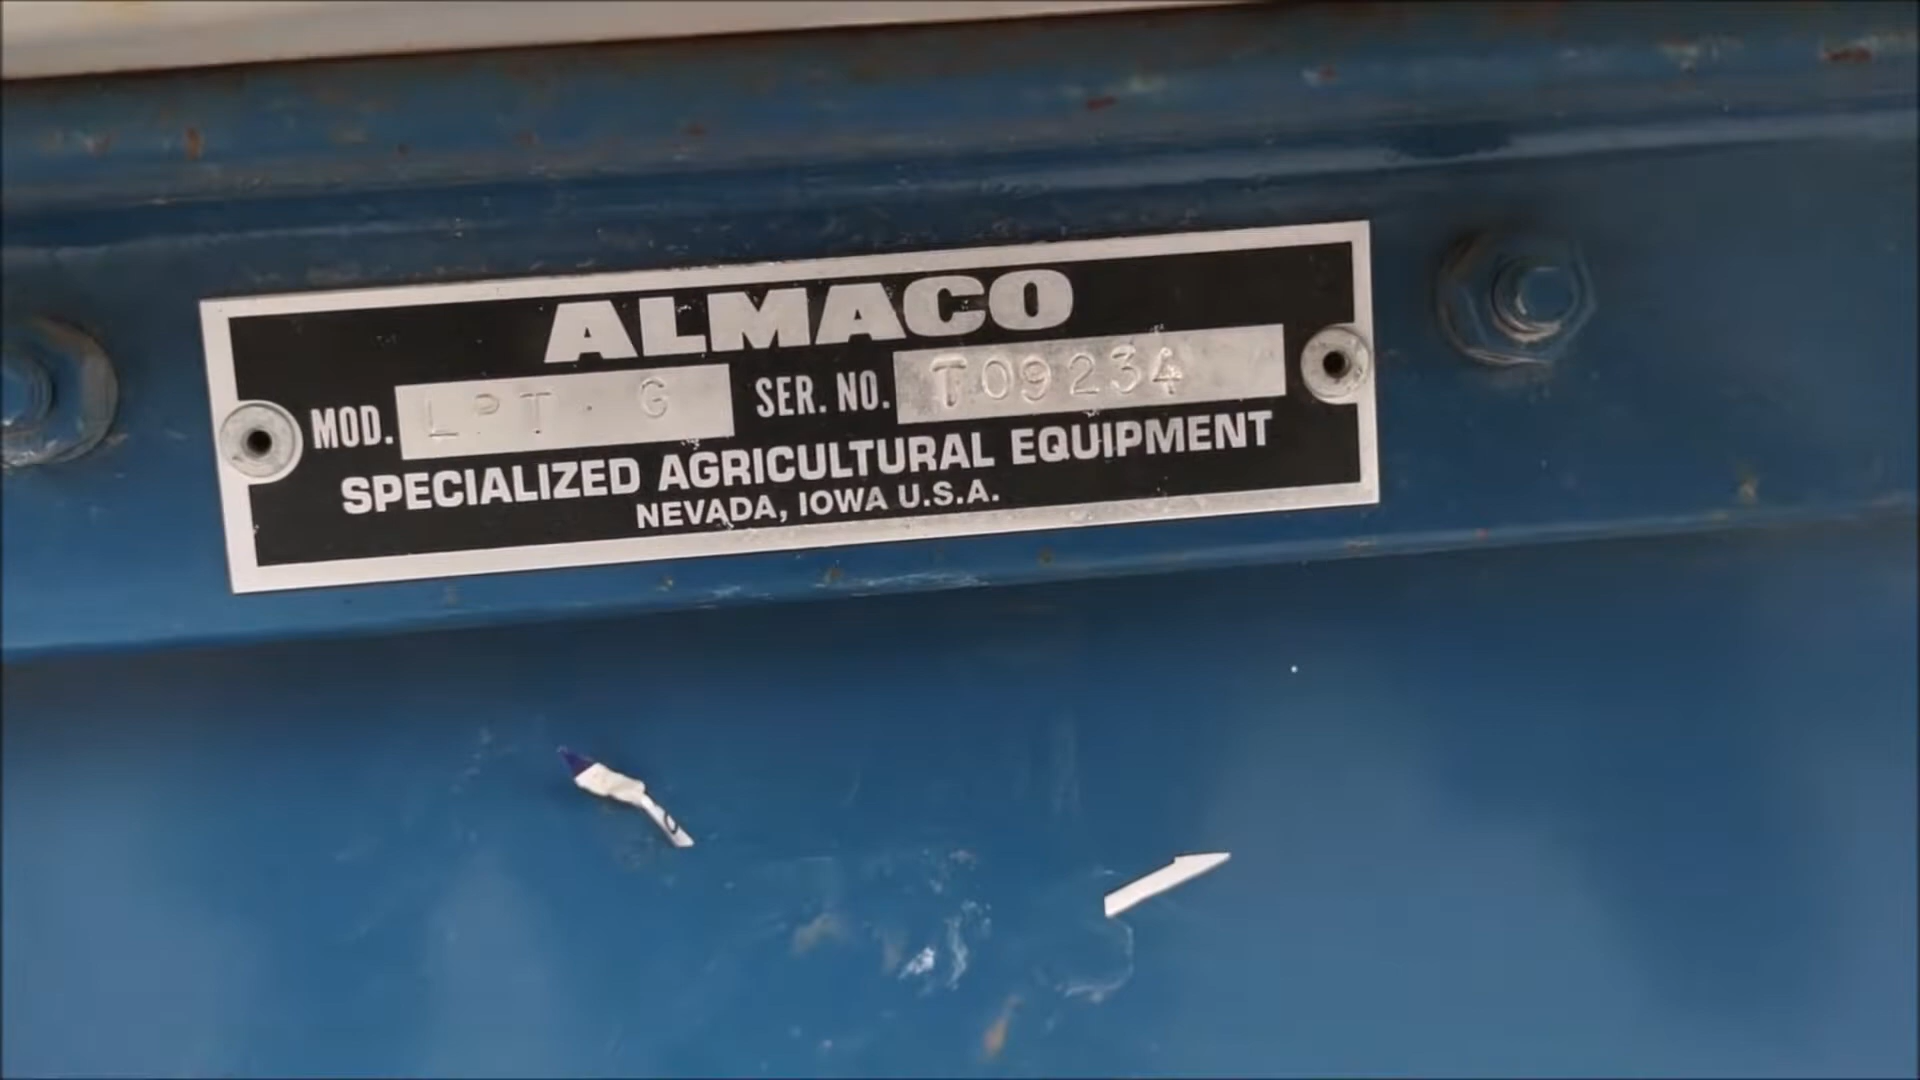 ALMACO
MOD. LPT. G SER. NO. T09234
SPECIALIZED AGRICULTURAL EQUIPMENT
NEVADA, IOWA U.S.A.